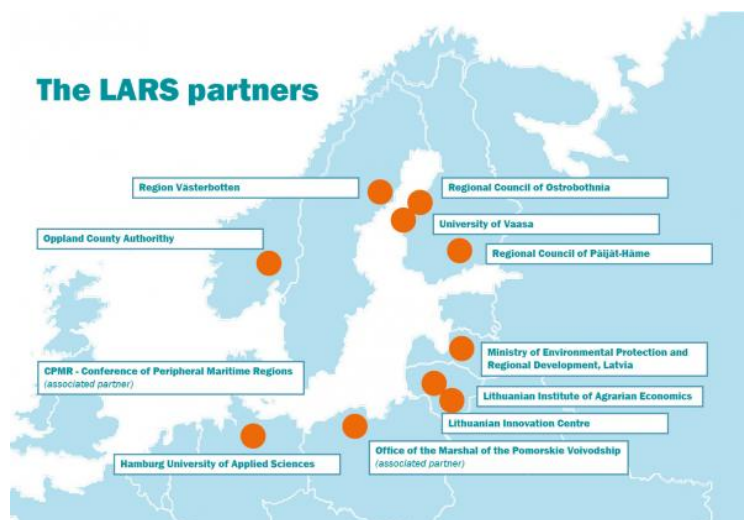 The LARS partners
Region Västerbotten
Regional Council of Ostrobothnia
University of Vaasa
Oppland County Authorithy
Regional Council of Päijät-Häme
Ministry of Environmental Protection and
Regional Development, Latvia
CPMR - Conference of Peripheral Maritime Regions
(associated partner)
Lithuanian Institute of Agrarian Economics
Lithuanian Innovation Centre
Office of the Marshal of the Pomorskie Voivodship
(associated partner)
Hamburg University of Applied Sciences